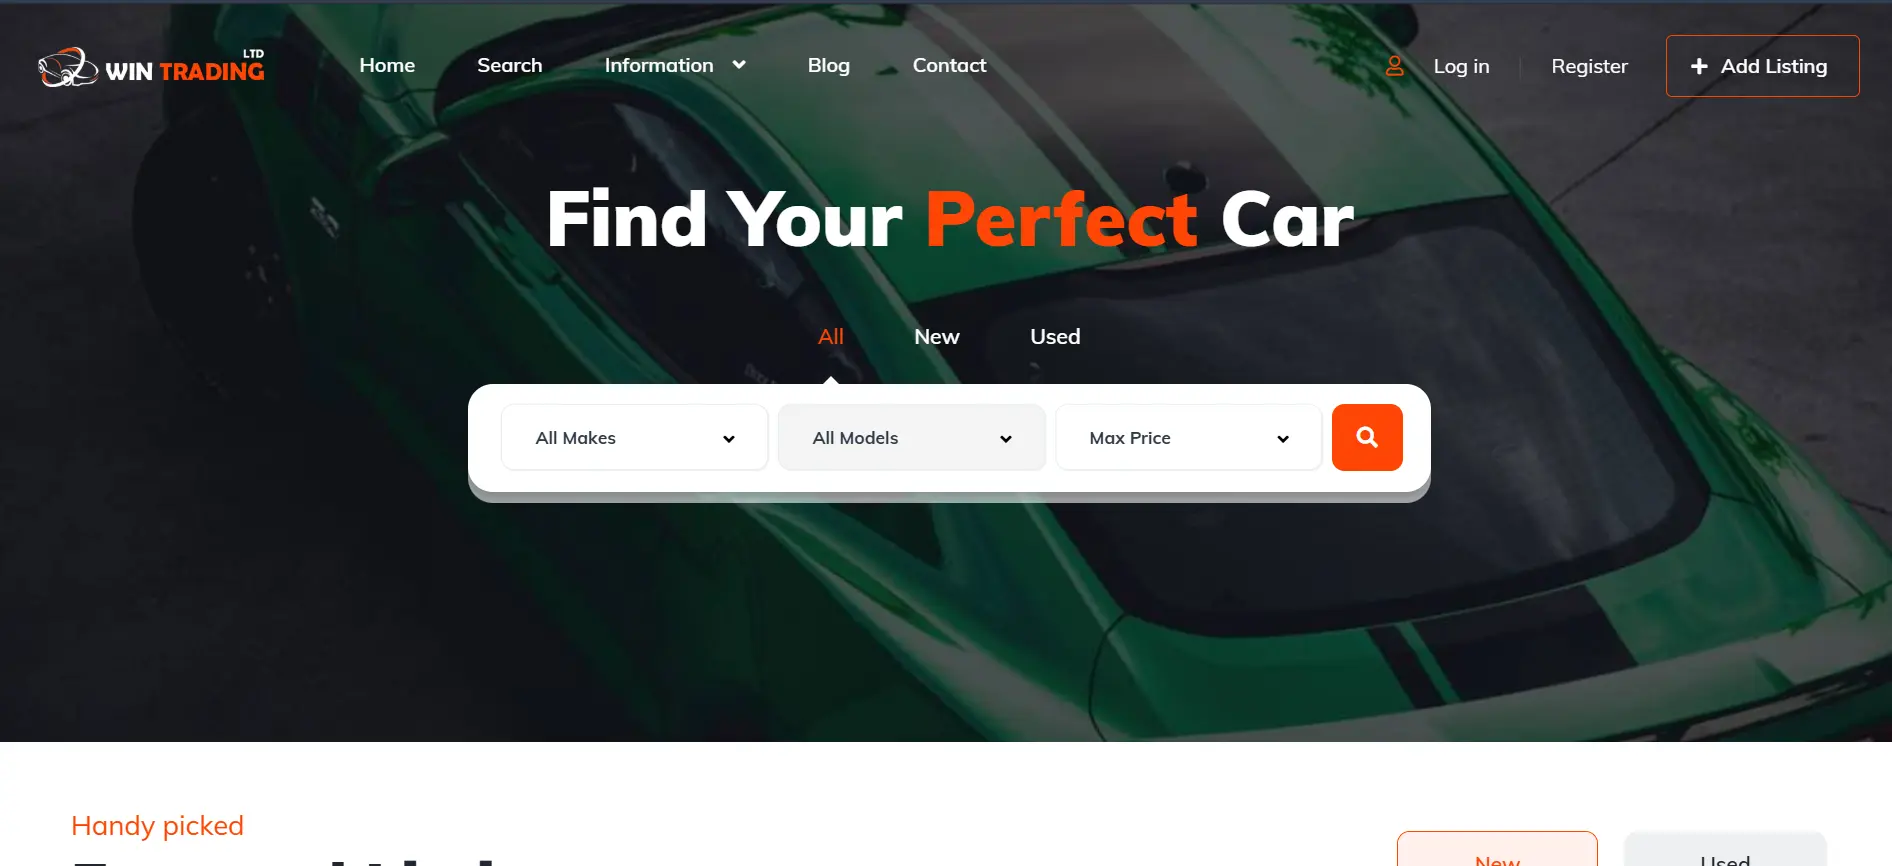 LTD
WIN TRADING
Home
Search
Information
Blog
Contact
Log in
Register
+ Add Listing
Find Your Perfect Car
All
New
Used
All Makes
All Models
Max Price
Handy picked
New
Used